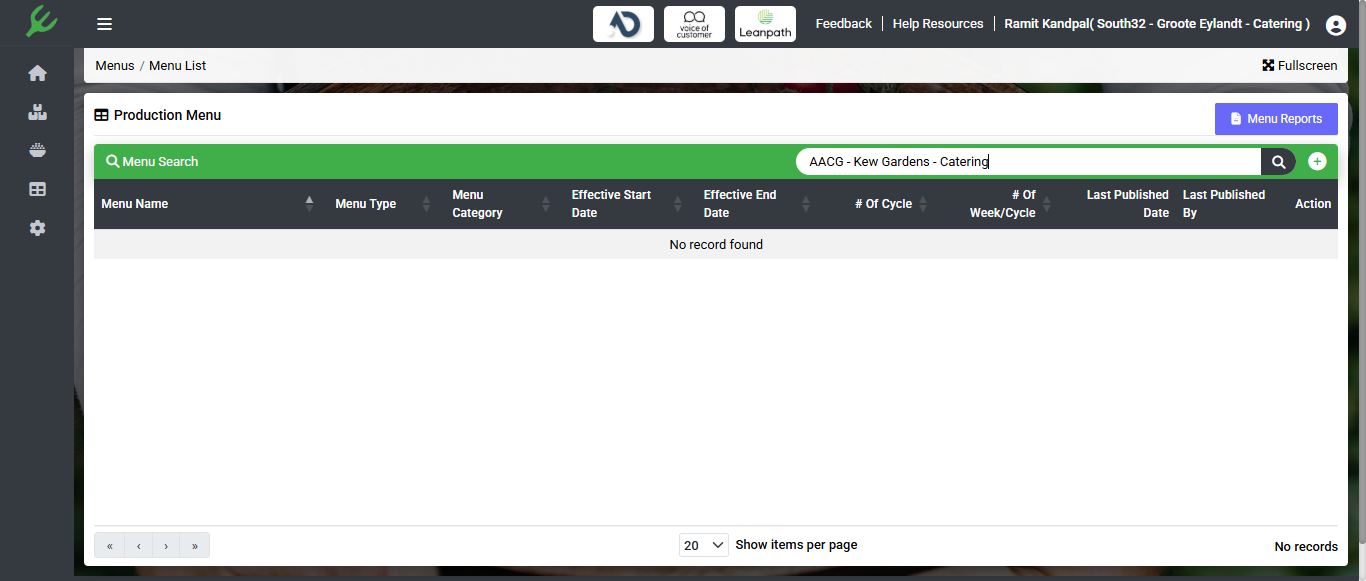 voice of
customer
Leanpath
Feedback
Help Resources
Ramit Kandpal( South32 - Groote Eylandt - Catering )
Menus / Menu List
Fullscreen
Production Menu
Menu Reports
Menu Search
AACG - Kew Gardens - Catering
Menu Name
Menu Type
Menu
Category
Effective Start
Date
Effective End
Date
# Of Cycle
# Of
Week/Cycle
Last Published
Date
Last Published
By
Action
No record found
« ‹ › »
20
Show items per page
No records